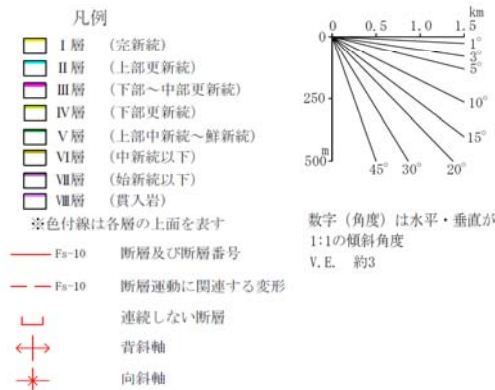 凡例
Ⅰ層 (完新統)
Ⅱ層 (上部更新統)
Ⅲ層 (下部~中部更新統)
Ⅳ層 (下部更新統)
Ⅴ層 (上部中新統~鮮新統)
Ⅵ層 (中新統以下)
Ⅶ層 (始新統以下)
Ⅷ層 (貫入岩)
※色付線は各層の上面を表す
Fs-10 断層及び断層番号
Fs-10 断層運動に関連する変形
連続しない断層
背斜軸
向斜軸
km
0 0.5 1.0 1.5
0
1°
3°
5°
250
10°
m
15°
500
45° 30° 20°
数字(角度)は水平・垂直が
1:1の傾斜角度
V.E. 約3